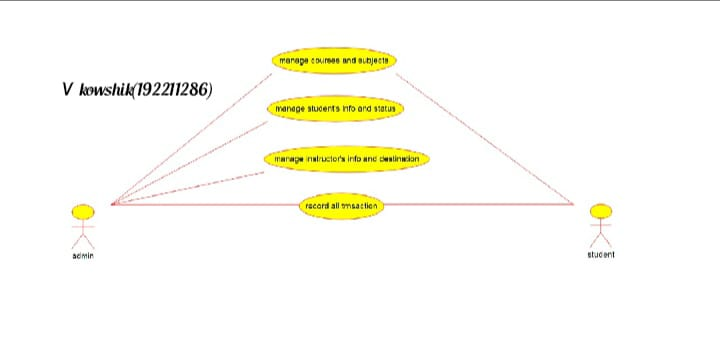 manage courses and subjects
V kowshik(192211286)
manage student's info and status
manage instructor's info and destination
record all trnsaction
admin
student